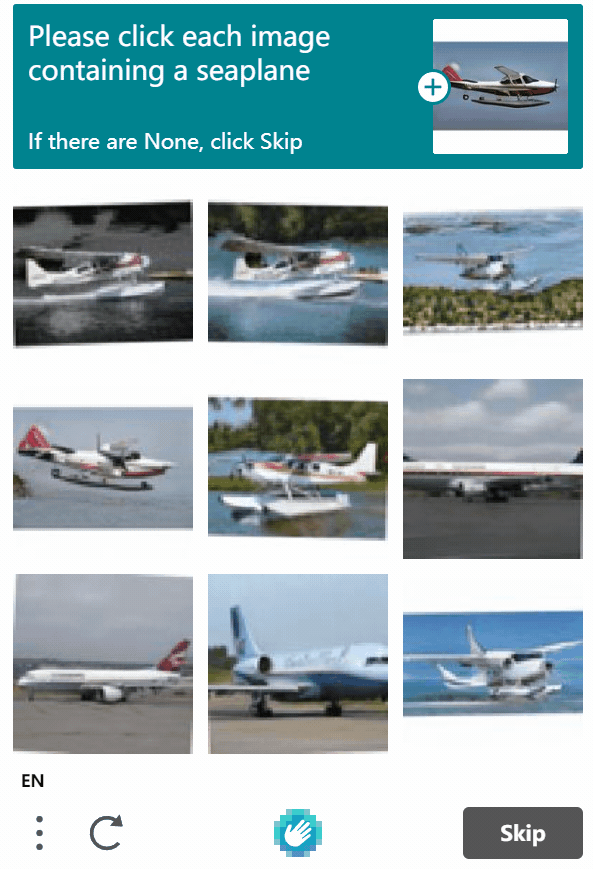 Please click each image
containing a seaplane
If there are None, click Skip
EN
Skip